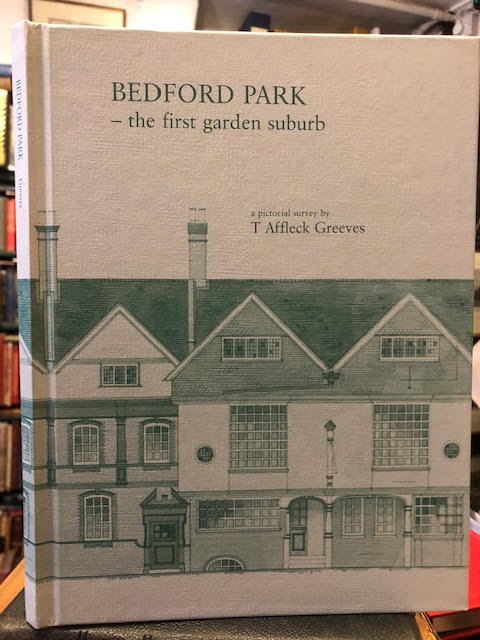 BEDFORD PARK
– the first garden suburb
a pictorial survey by
T Affleck Greeves
BEDFORD PARK
Greeves